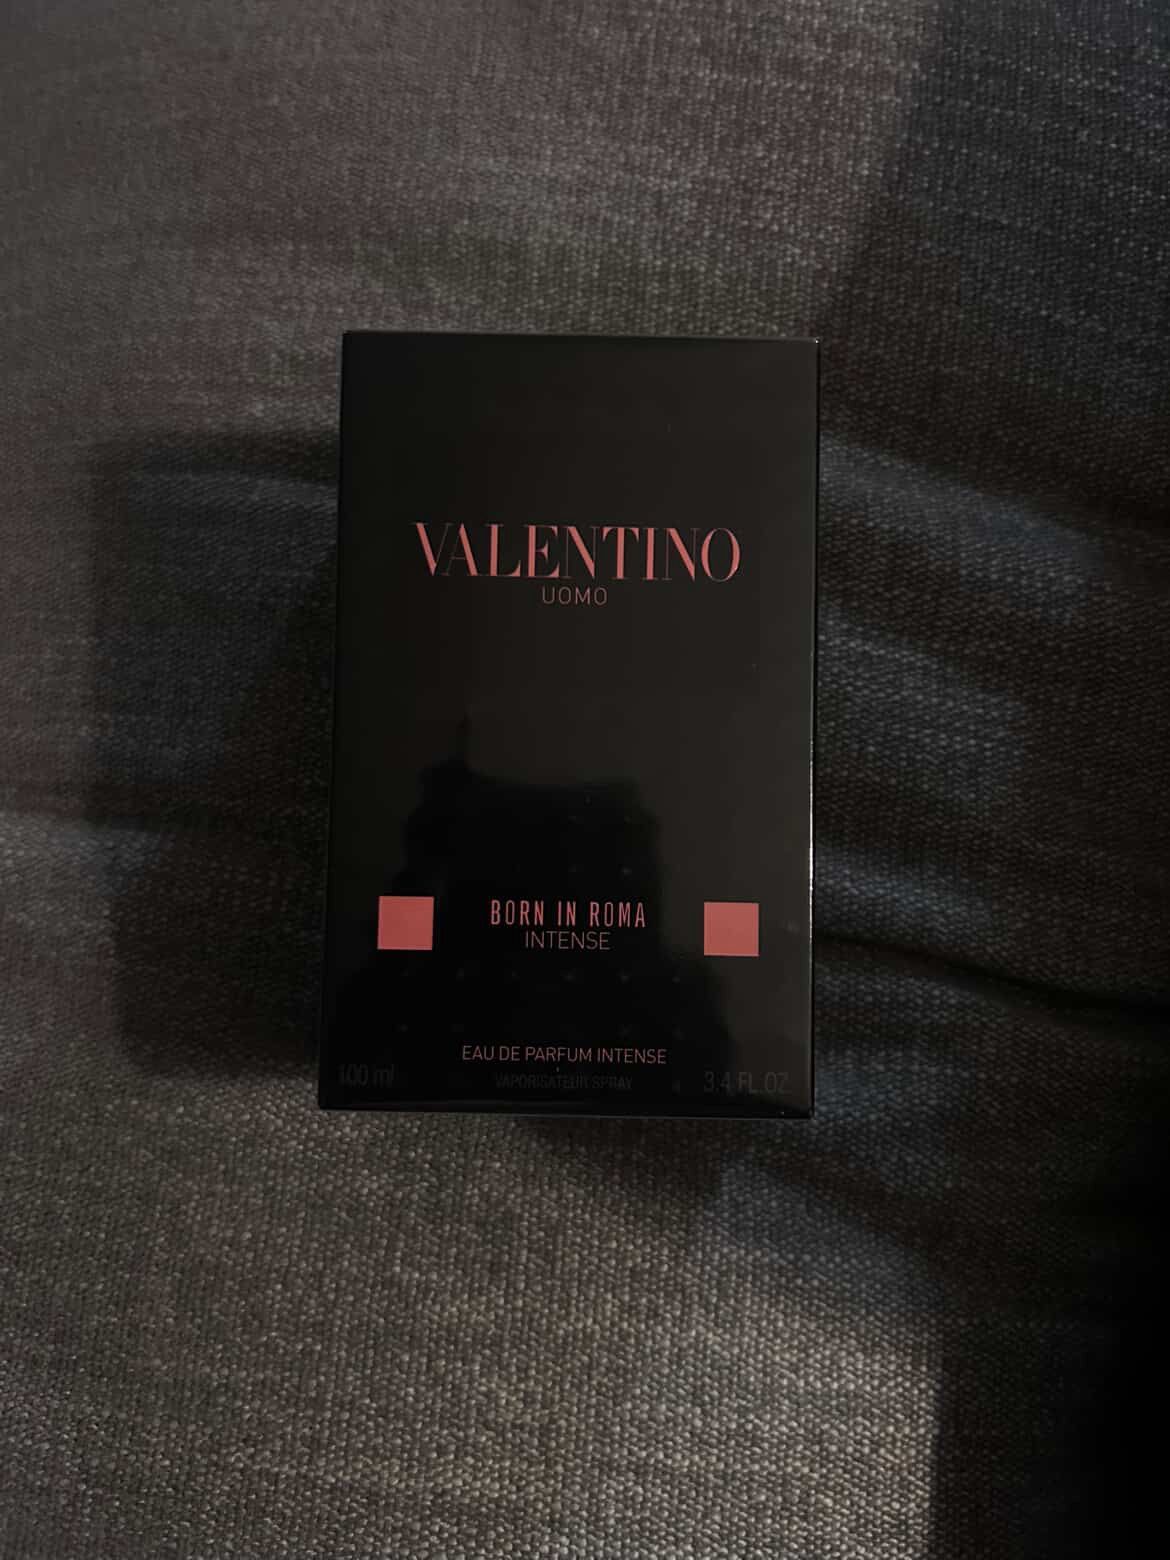 VALENTINO
UOMO
BORN IN ROMA
INTENSE
EAU DE PARFUM INTENSE
100 ml VAPORISATEUR SPRAY 3.4 FL.OZ